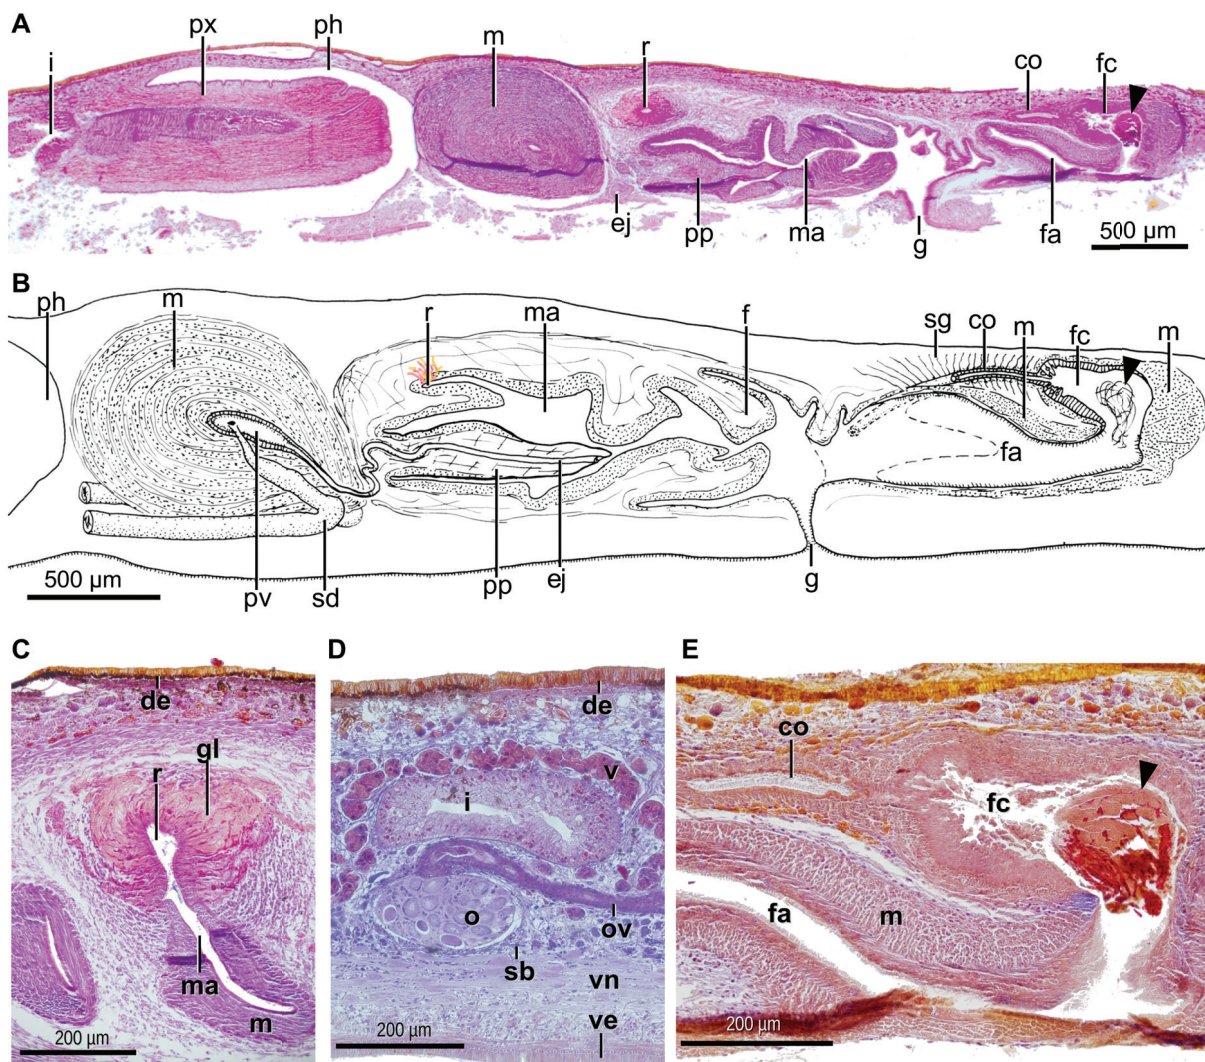 A
px
ph
m
r
co
fc
i
ej
pp
ma
g
fa
500 µm
B
ph
m
r
ma
f
sg
co
m
fc
m
fa
500 µm
pv
sd
pp
ej
g
C
de
gl
r
ma
m
200 µm
D
de
v
i
o
ov
sb
vn
ve
200 µm
E
co
fc
fa
m
200 µm